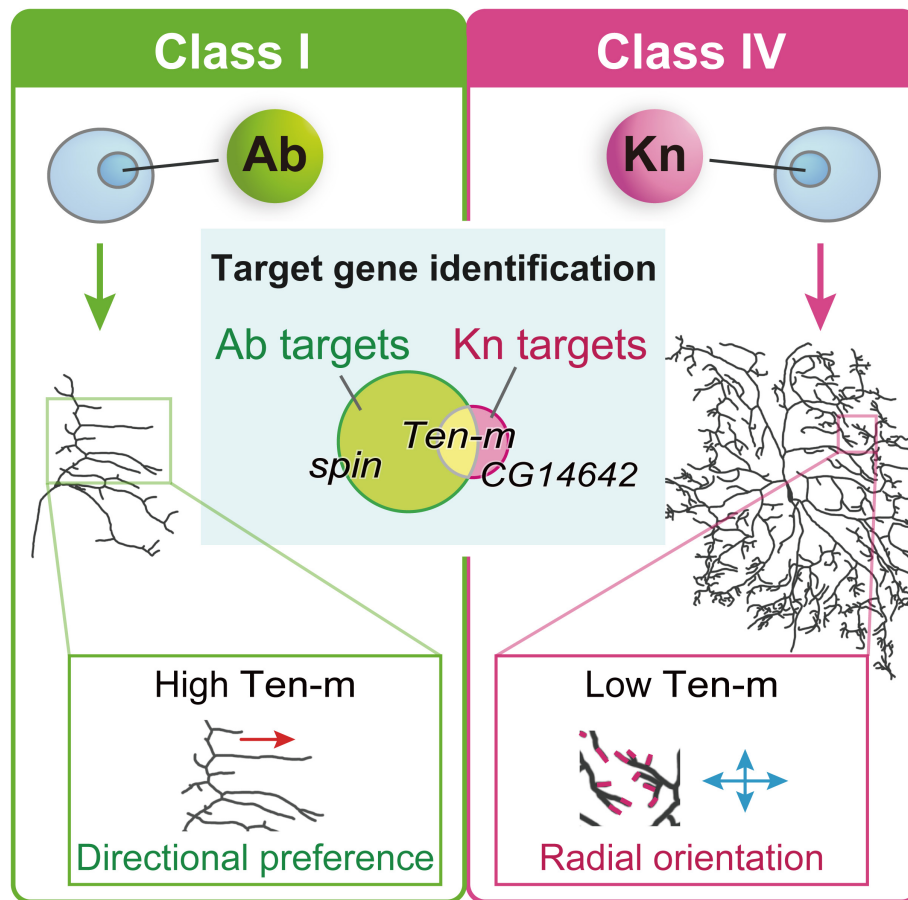 Class I
Class IV
Ab
Kn
Target gene identification
Ab targets
Kn targets
Ten-m
spin
CG14642
High Ten-m
Low Ten-m
Directional preference
Radial orientation